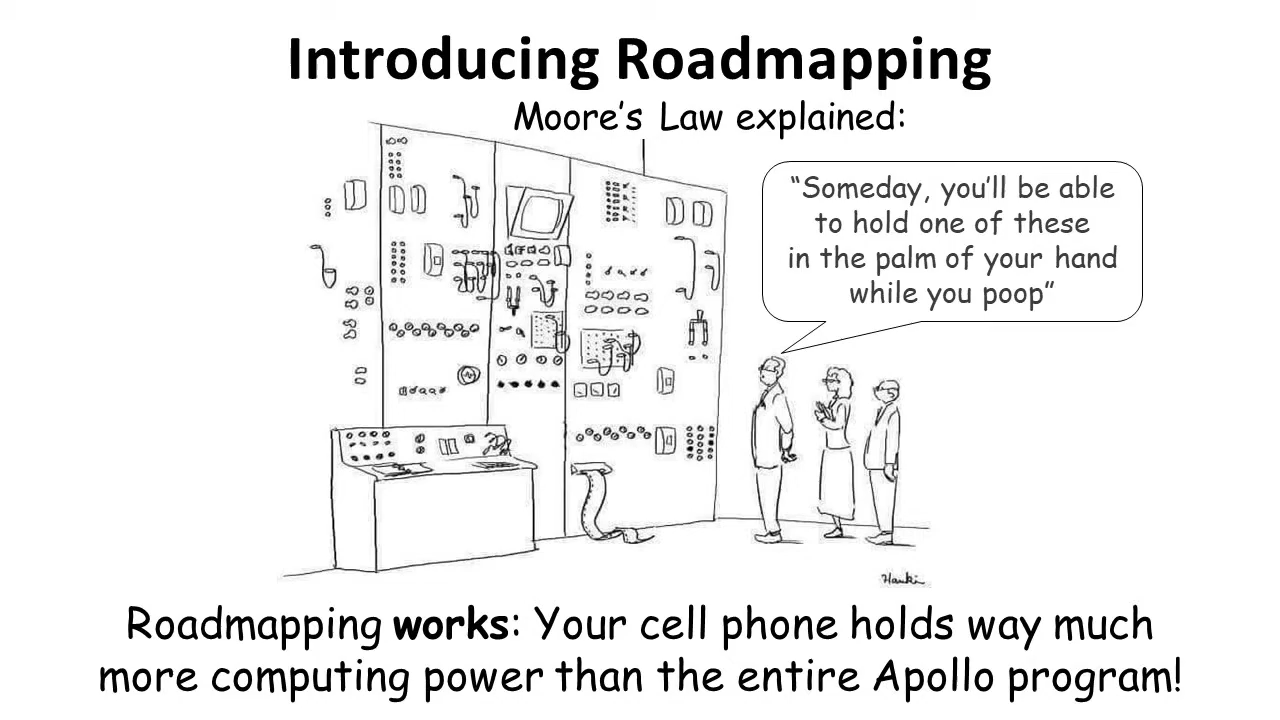 Introducing Roadmapping
Moore's Law explained:
“Someday, you'll be able
to hold one of these
in the palm of your hand
while you poop”
Roadmapping works: Your cell phone holds way much
more computing power than the entire Apollo program!